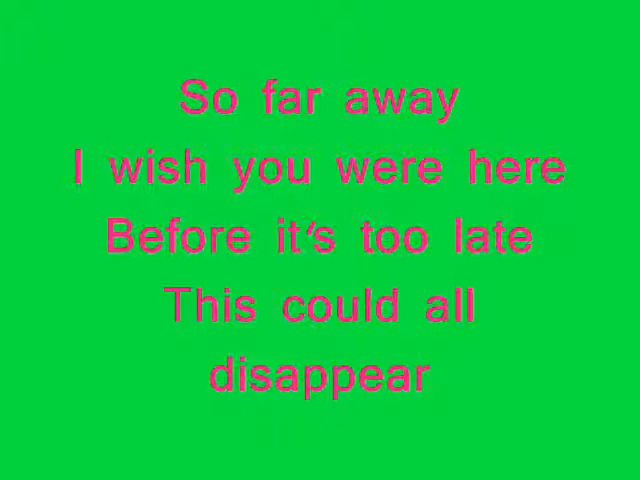 So far away
I wish you were here
Before it's too late
This could all
disappear